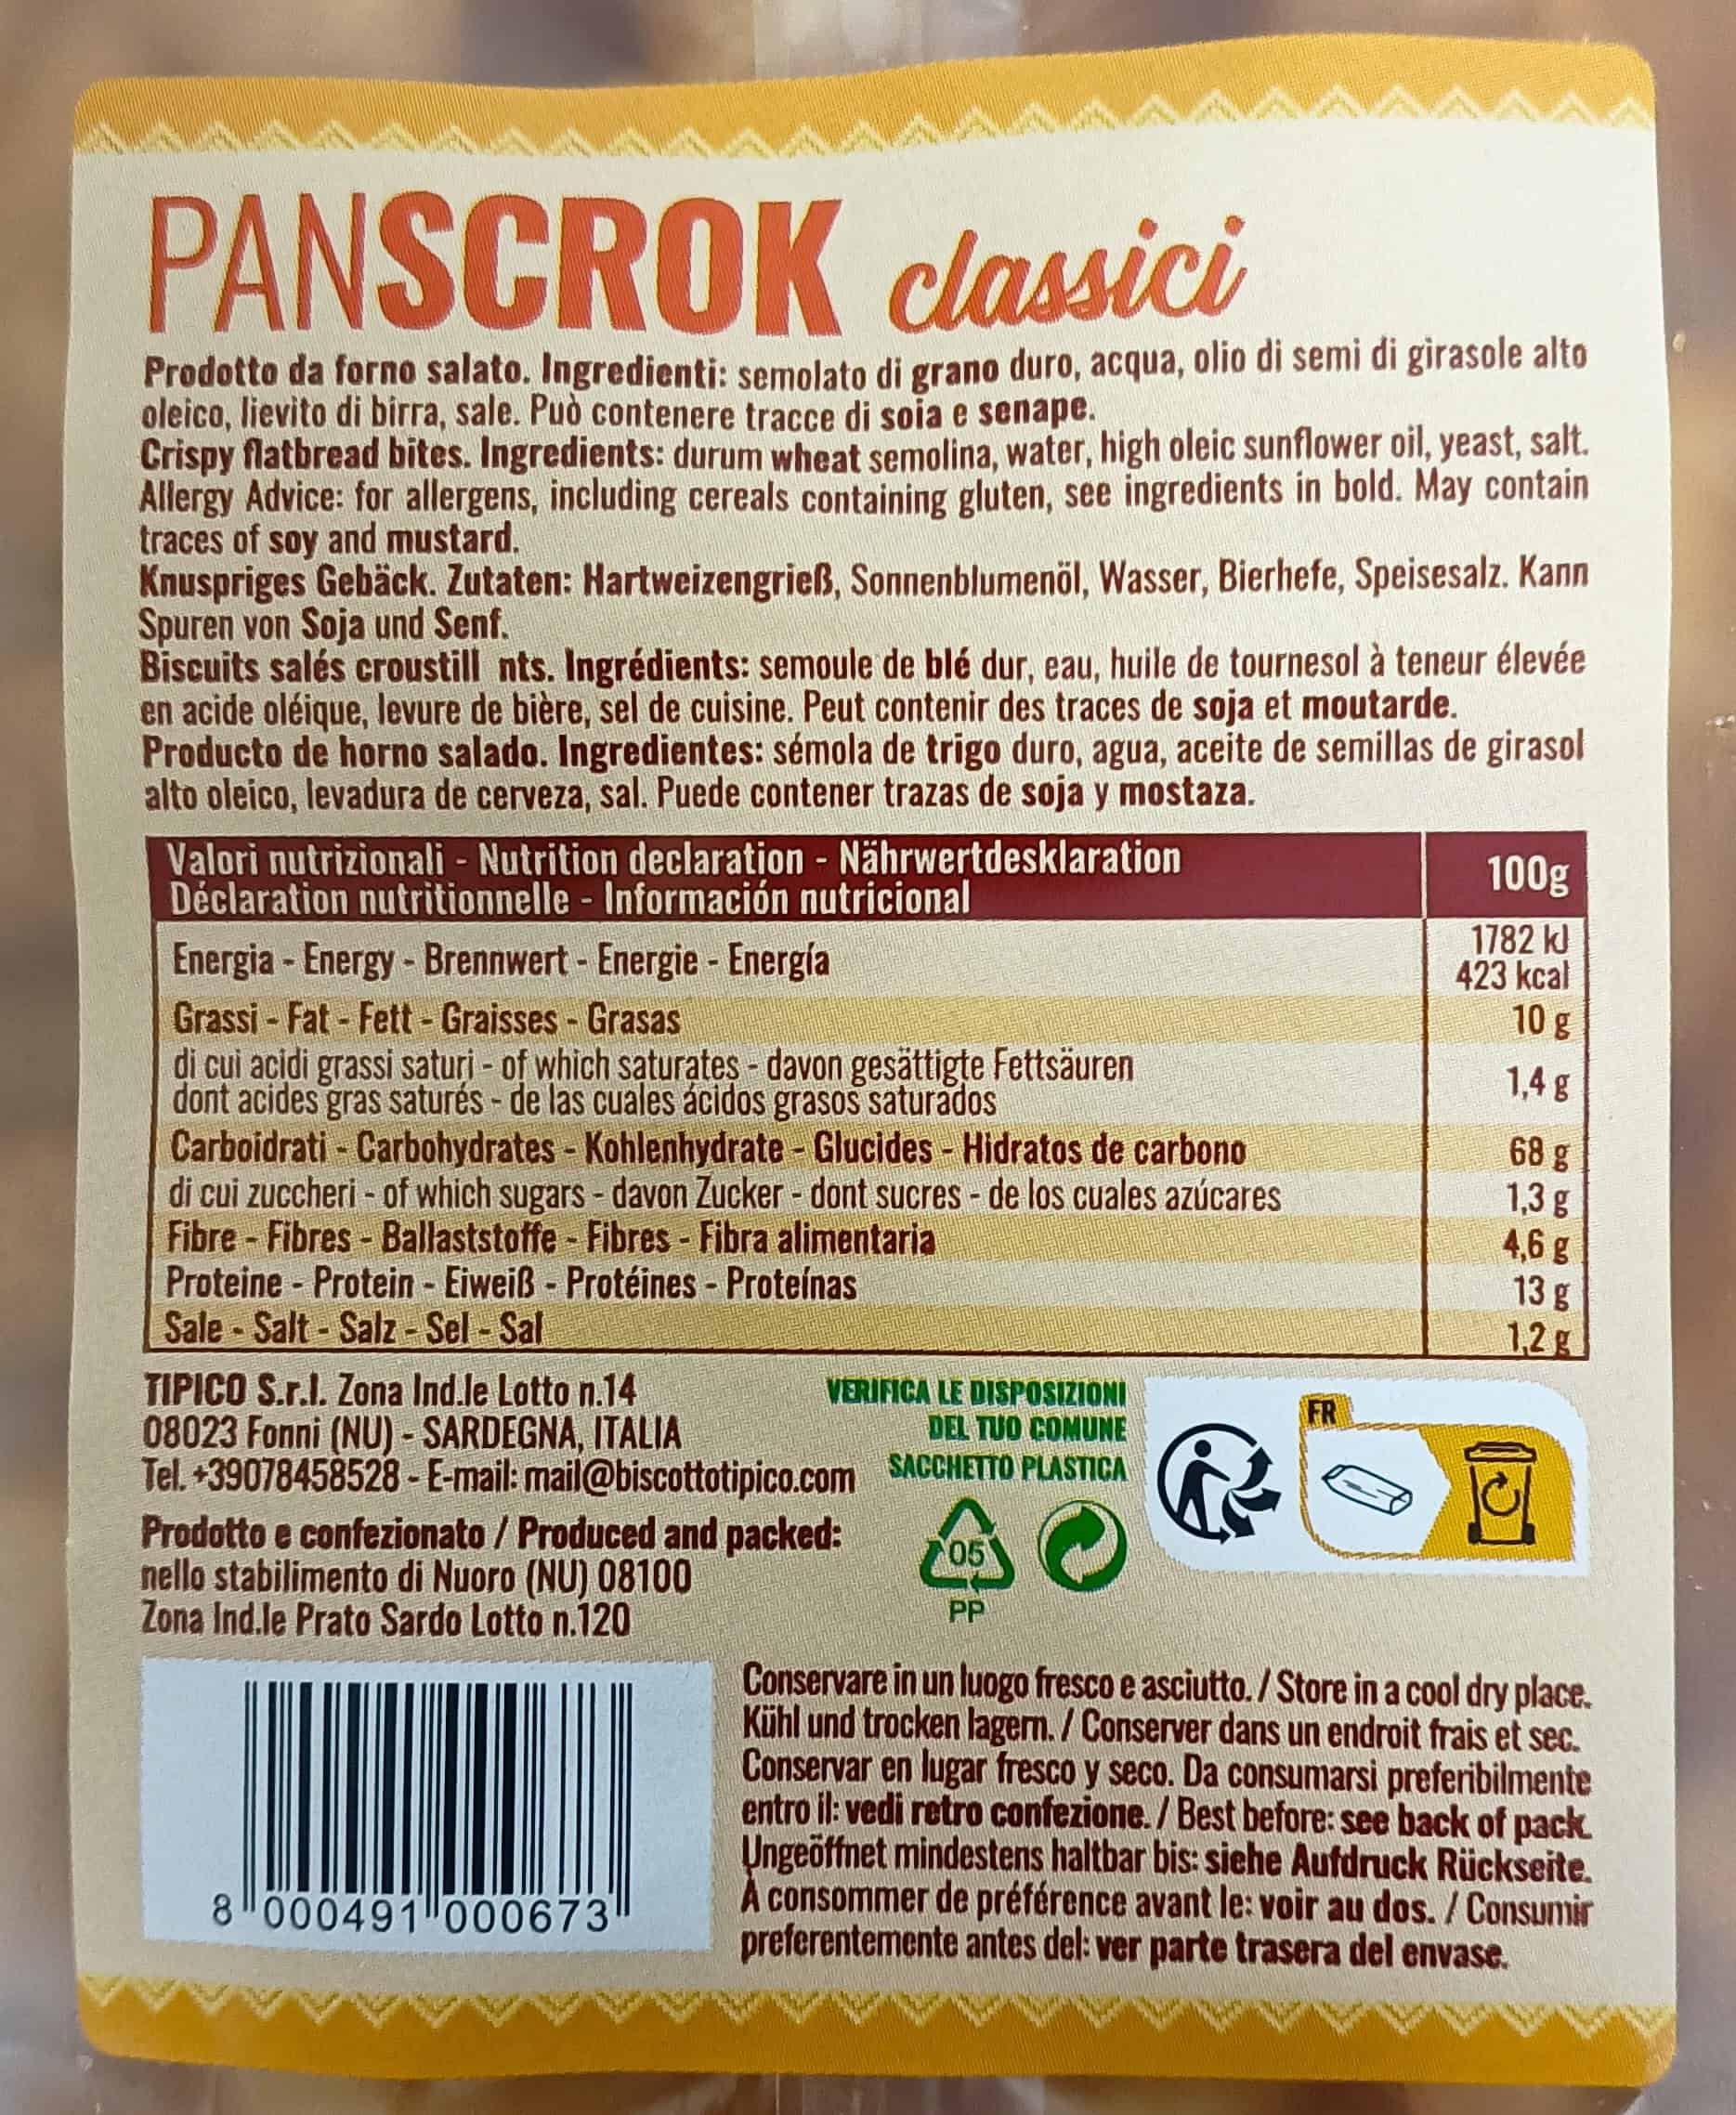 PANSCROK classici
Prodotto da forno salato. Ingredienti: semolato di grano duro, acqua, olio di semi di girasole alto
oleico, lievito di birra, sale. Può contenere tracce di soia e senape.
Crispy flatbread bites. Ingredients: durum wheat semolina, water, high oleic sunflower oil, yeast, salt.
Allergy Advice: for allergens, including cereals containing gluten, see ingredients in bold. May contain
traces of soy and mustard.
Knuspriges Gebäck. Zutaten: Hartweizengrieß, Sonnenblumenöl, Wasser, Bierhefe, Speisesalz. Kann
Spuren von Soja und Senf.
Biscuits salés croustill nts. Ingrédients: semoule de blé dur, eau, huile de tournesol à teneur élevée
en acide oléique, levure de bière, sel de cuisine. Peut contenir des traces de soja et moutarde.
Producto de horno salado. Ingredientes: sémola de trigo duro, agua, aceite de semillas de girasol
alto oleico, levadura de cerveza, sal. Puede contener trazas de soja y mostaza.
Valori nutrizionali - Nutrition declaration - Nährwertdesklaration
Déclaration nutritionnelle - Información nutricional
100g
Energia - Energy - Brennwert - Energie - Energía
1782 kJ
423 kcal
Grassi - Fat - Fett - Graisses - Grasas 10 g
di cui acidi grassi saturi - of which saturates - davon gesättigte Fettsäuren
dont acides gras saturés - de las cuales ácidos grasos saturados
1,4 g
Carboidrati - Carbohydrates - Kohlenhydrate - Glucides - Hidratos de carbono 68 g
di cui zuccheri - of which sugars - davon Zucker - dont sucres - de los cuales azúcares 1,3 g
Fibre - Fibres - Ballaststoffe - Fibres - Fibra alimentaria 4,6 g
Proteine - Protein - Eiweiß - Protéines - Proteínas 13 g
Sale - Salt - Salz - Sel - Sal 1,2 g
TIPICO S.r.l. Zona Ind.le Lotto n.14
08023 Fonni (NU) - SARDEGNA, ITALIA
Tel. +39078458528 - E-mail: mail@biscottotipico.com
Prodotto e confezionato / Produced and packed:
nello stabilimento di Nuoro (NU) 08100
Zona Ind.le Prato Sardo Lotto n.120
VERIFICA LE DISPOSIZIONI
DEL TUO COMUNE
SACCHETTO PLASTICA
05
PP
FR
8 000491 000673
Conservare in un luogo fresco e asciutto. / Store in a cool dry place.
Kühl und trocken lagern. / Conserver dans un endroit frais et sec.
Conservar en lugar fresco y seco. Da consumarsi preferibilmente
entro il: vedi retro confezione. / Best before: see back of pack.
Ungeöffnet mindestens haltbar bis: siehe Aufdruck Rückseite.
À consommer de préférence avant le: voir au dos. / Consumir
preferentemente antes del: ver parte trasera del envase.